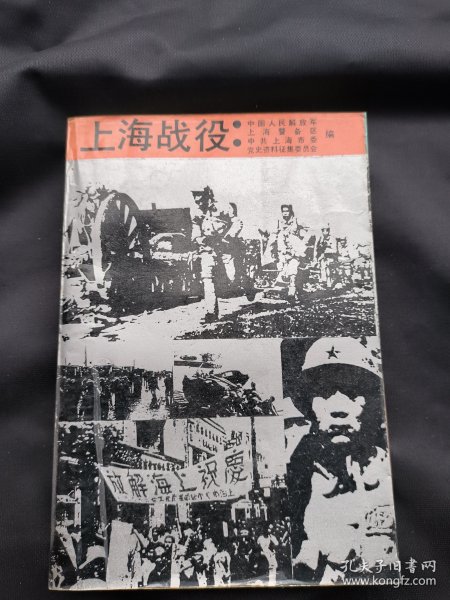 上海战役：
中国人民解放军
上海警备区
中共上海市委
党史资料征集委员会
编
慶祝上海解放
孔夫子旧书网
www.kongfz.com